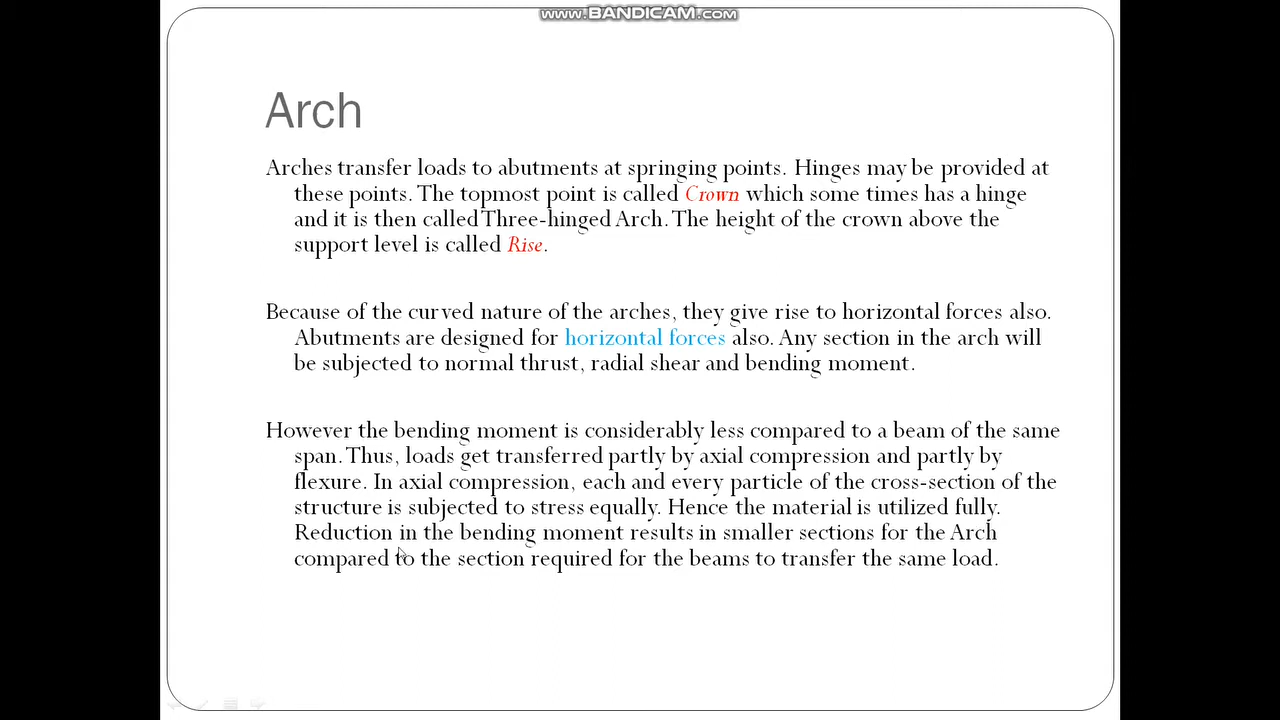 www.BANDICAM.com
Arch
Arches transfer loads to abutments at springing points. Hinges may be provided at
these points. The topmost point is called Crown which some times has a hinge
and it is then called Three-hinged Arch. The height of the crown above the
support level is called Rise.
Because of the curved nature of the arches, they give rise to horizontal forces also.
Abutments are designed for horizontal forces also. Any section in the arch will
be subjected to normal thrust, radial shear and bending moment.
However the bending moment is considerably less compared to a beam of the same
span. Thus, loads get transferred partly by axial compression and partly by
flexure. In axial compression, each and every particle of the cross-section of the
structure is subjected to stress equally. Hence the material is utilized fully.
Reduction in the bending moment results in smaller sections for the Arch
compared to the section required for the beams to transfer the same load.